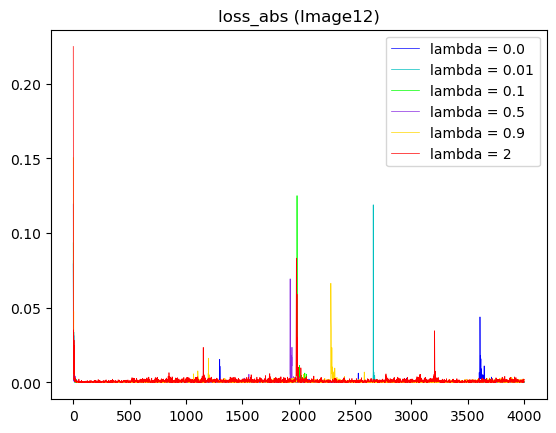 loss_abs (Image12)
lambda = 0.0
lambda = 0.01
lambda = 0.1
lambda = 0.5
lambda = 0.9
lambda = 2
0.20
0.15
0.10
0.05
0.00
0 500 1000 1500 2000 2500 3000 3500 4000